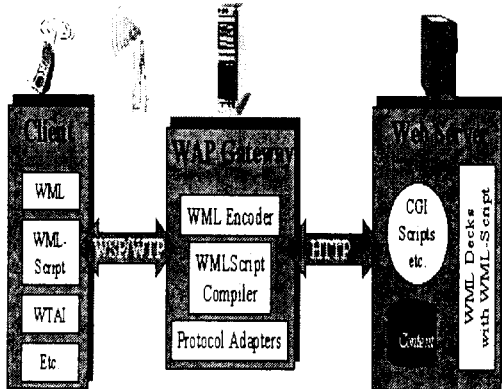 Client
WML
WML-
Script
WTAI
Etc.
WSP/WTP
WAP Gateway
WML Encoder
WMLScript
Compiler
Protocol Adapters
HTTP
Web Server
CGI
Scripts
etc.
Content
WML Decks
with WML-Script